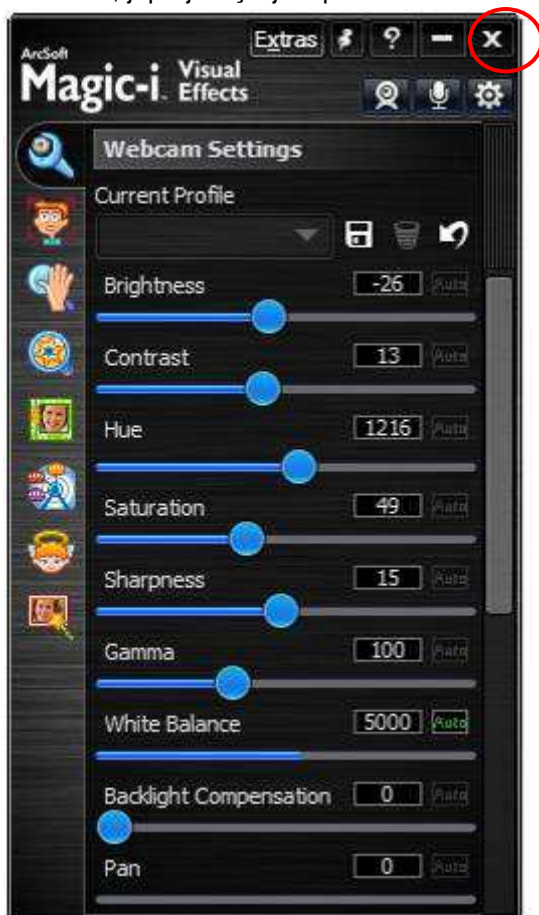 Extras ? - x
ArcSoft
Magic-i Visual
Effects
Webcam Settings
Current Profile
Brightness -26 Auto
Contrast 13 Auto
Hue 1216 Auto
Saturation 49 Auto
Sharpness 15 Auto
Gamma 100 Auto
White Balance 5000 Auto
Backlight Compensation 0 Auto
Pan 0 Auto